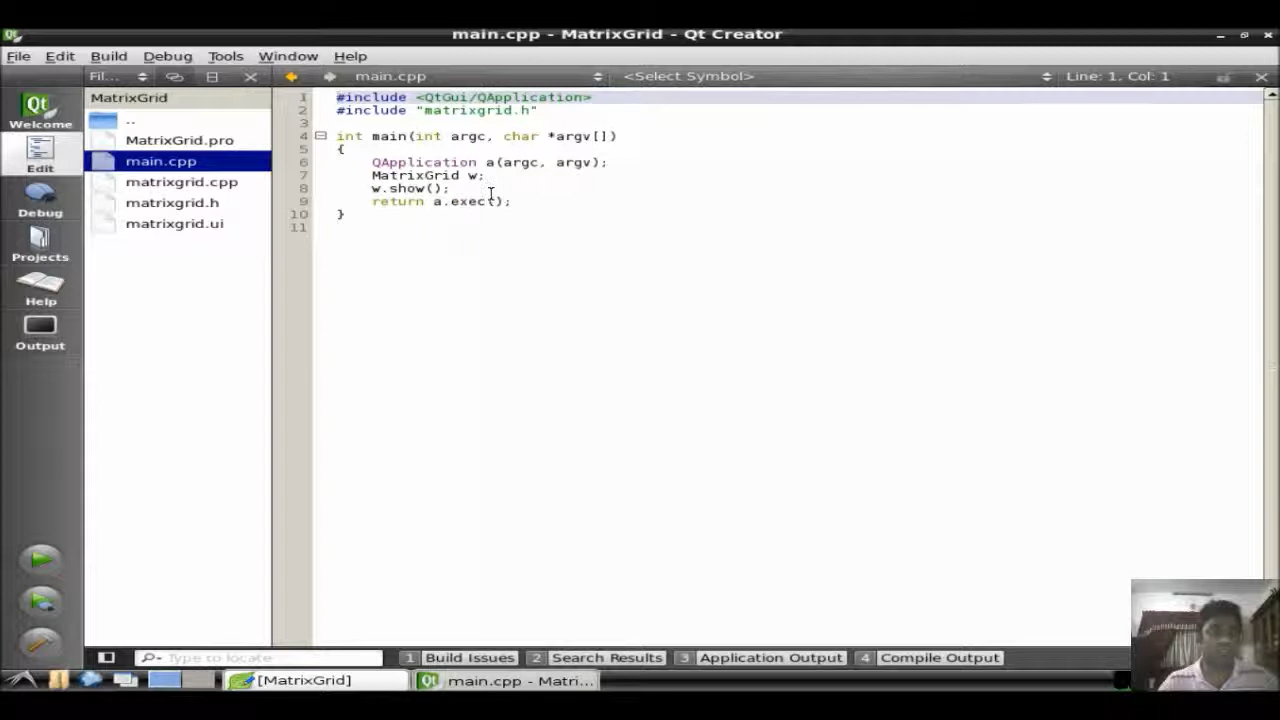 main.cpp - MatrixGrid - Qt Creator
File Edit Build Debug Tools Window Help
Fil... main.cpp <Select Symbol> Line: 1, Col: 1
MatrixGrid
..
MatrixGrid.pro
main.cpp
matrixgrid.cpp
matrixgrid.h
matrixgrid.ui
Qt
Welcome
Edit
Debug
Projects
Help
Output
1 #include <QtGui/QApplication>
2 #include "matrixgrid.h"
3
4 int main(int argc, char *argv[])
5 {
6 QApplication a(argc, argv);
7 MatrixGrid w;
8 w.show();
9 return a.exec();
10 }
11
Type to locate 1 Build Issues 2 Search Results 3 Application Output 4 Compile Output
[MatrixGrid] Qt main.cpp - Matri...